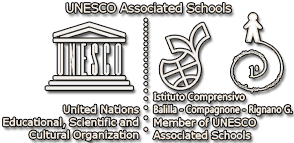 UNESCO Associated Schools
UNESCO
United Nations
Educational, Scientific and
Cultural Organization
Istituto Comprensivo
Balilla - Compagnone - Rignano G.
Member of UNESCO
Associated Schools